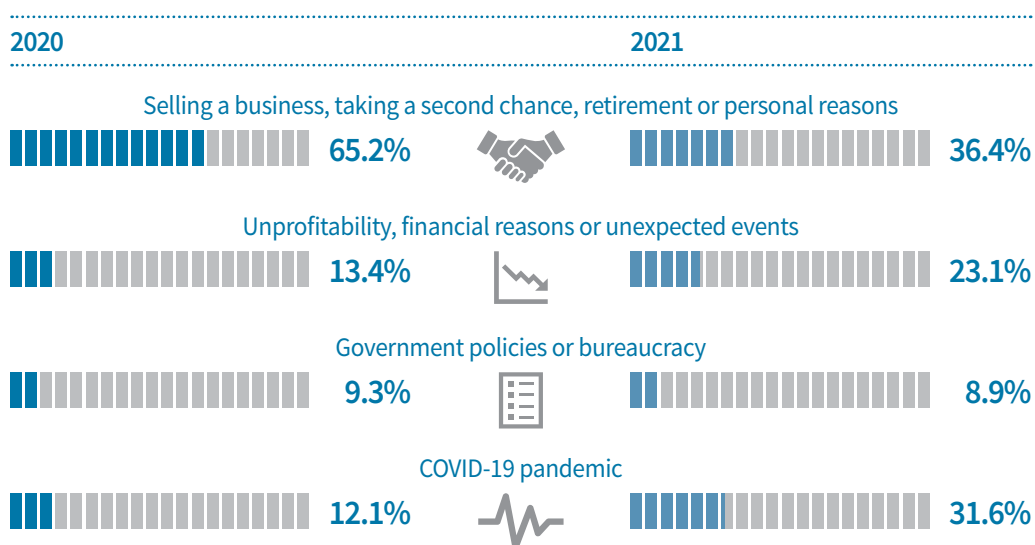 2020 2021
Selling a business, taking a second chance, retirement or personal reasons
65.2% 36.4%
Unprofitability, financial reasons or unexpected events
13.4% 23.1%
Government policies or bureaucracy
9.3% 8.9%
COVID-19 pandemic
12.1% 31.6%